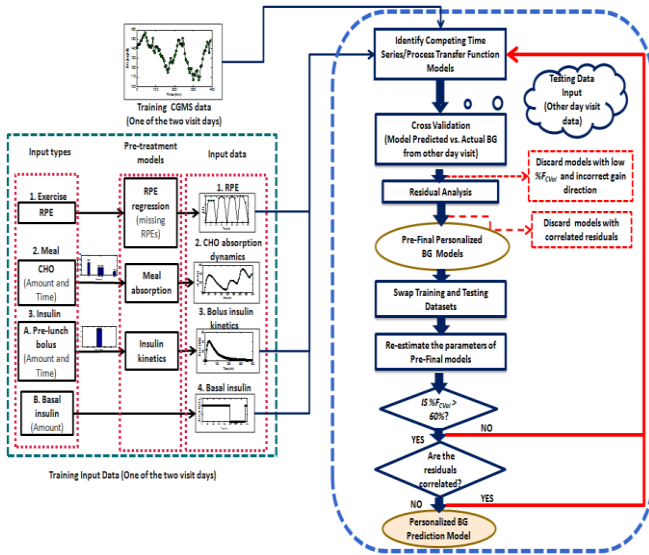 Training CGMS data
(One of the two visit days)
Input types
Pre-treatment
models
Input data
1. Exercise
RPE
RPE
regression
(missing
RPEs)
1. RPE
2. Meal
CHO
(Amount and
Time)
Meal
absorption
2. CHO absorption
dynamics
3. Insulin
A. Pre-lunch
bolus
(Amount and
Time)
Insulin
kinetics
3. Bolus insulin
kinetics
B. Basal
insulin
(Amount)
4. Basal insulin
Training Input Data (One of the two visit days)
Identify Competing Time
Series/Process Transfer Function
Models
Testing Data
Input
(Other day visit
data)
Cross Validation
(Model Predicted vs. Actual BG
from other day visit)
Discard models with low
%F_CVal and incorrect gain
direction
Residual Analysis
Discard models with
correlated residuals
Pre-Final Personalized
BG Models
Swap Training and Testing
Datasets
Re-estimate the parameters of
Pre-Final models
IS %F_CVal >
60%?
NO
YES
Are the
residuals
correlated?
NO
YES
Personalized BG
Prediction Model